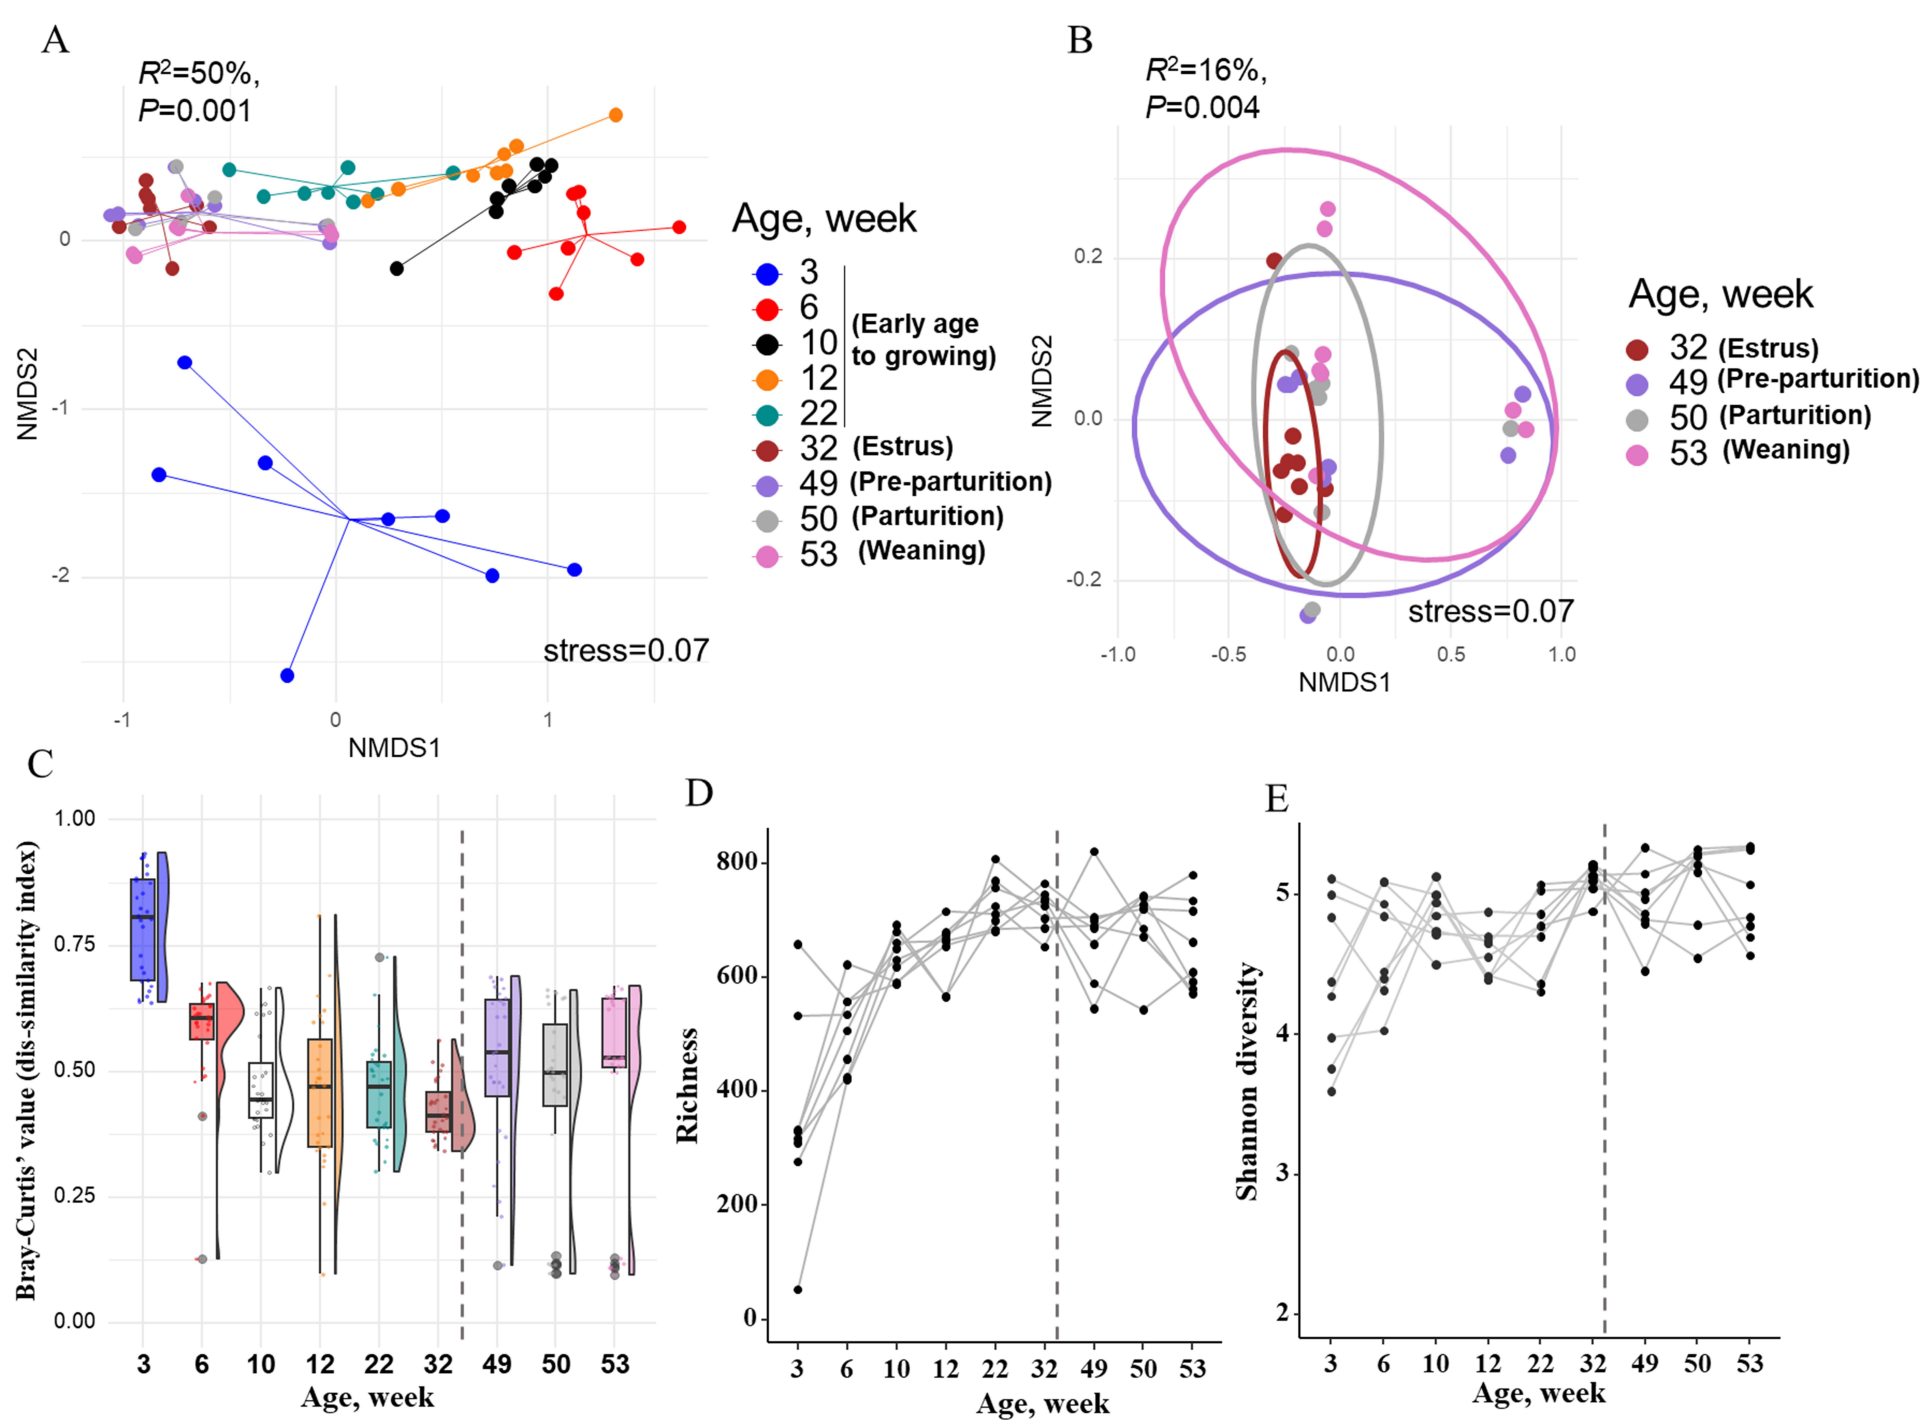 A
R²=50%,
P=0.001
0
-1
-2
NMDS2
-1 0 1
NMDS1
stress=0.07
Age, week
3
6
10
12
22
(Early age
to growing)
32 (Estrus)
49 (Pre-parturition)
50 (Parturition)
53 (Weaning)
B
R²=16%,
P=0.004
0.2
0.0
-0.2
NMDS2
stress=0.07
-1.0 -0.5 0.0 0.5 1.0
NMDS1
Age, week
32 (Estrus)
49 (Pre-parturition)
50 (Parturition)
53 (Weaning)
C
1.00
0.75
0.50
0.25
0.00
Bray-Curtis' value (dis-similarity index)
3 6 10 12 22 32 49 50 53
Age, week
D
800
600
400
200
0
Richness
3 6 10 12 22 32 49 50 53
Age, week
E
5
4
3
2
Shannon diversity
3 6 10 12 22 32 49 50 53
Age, week